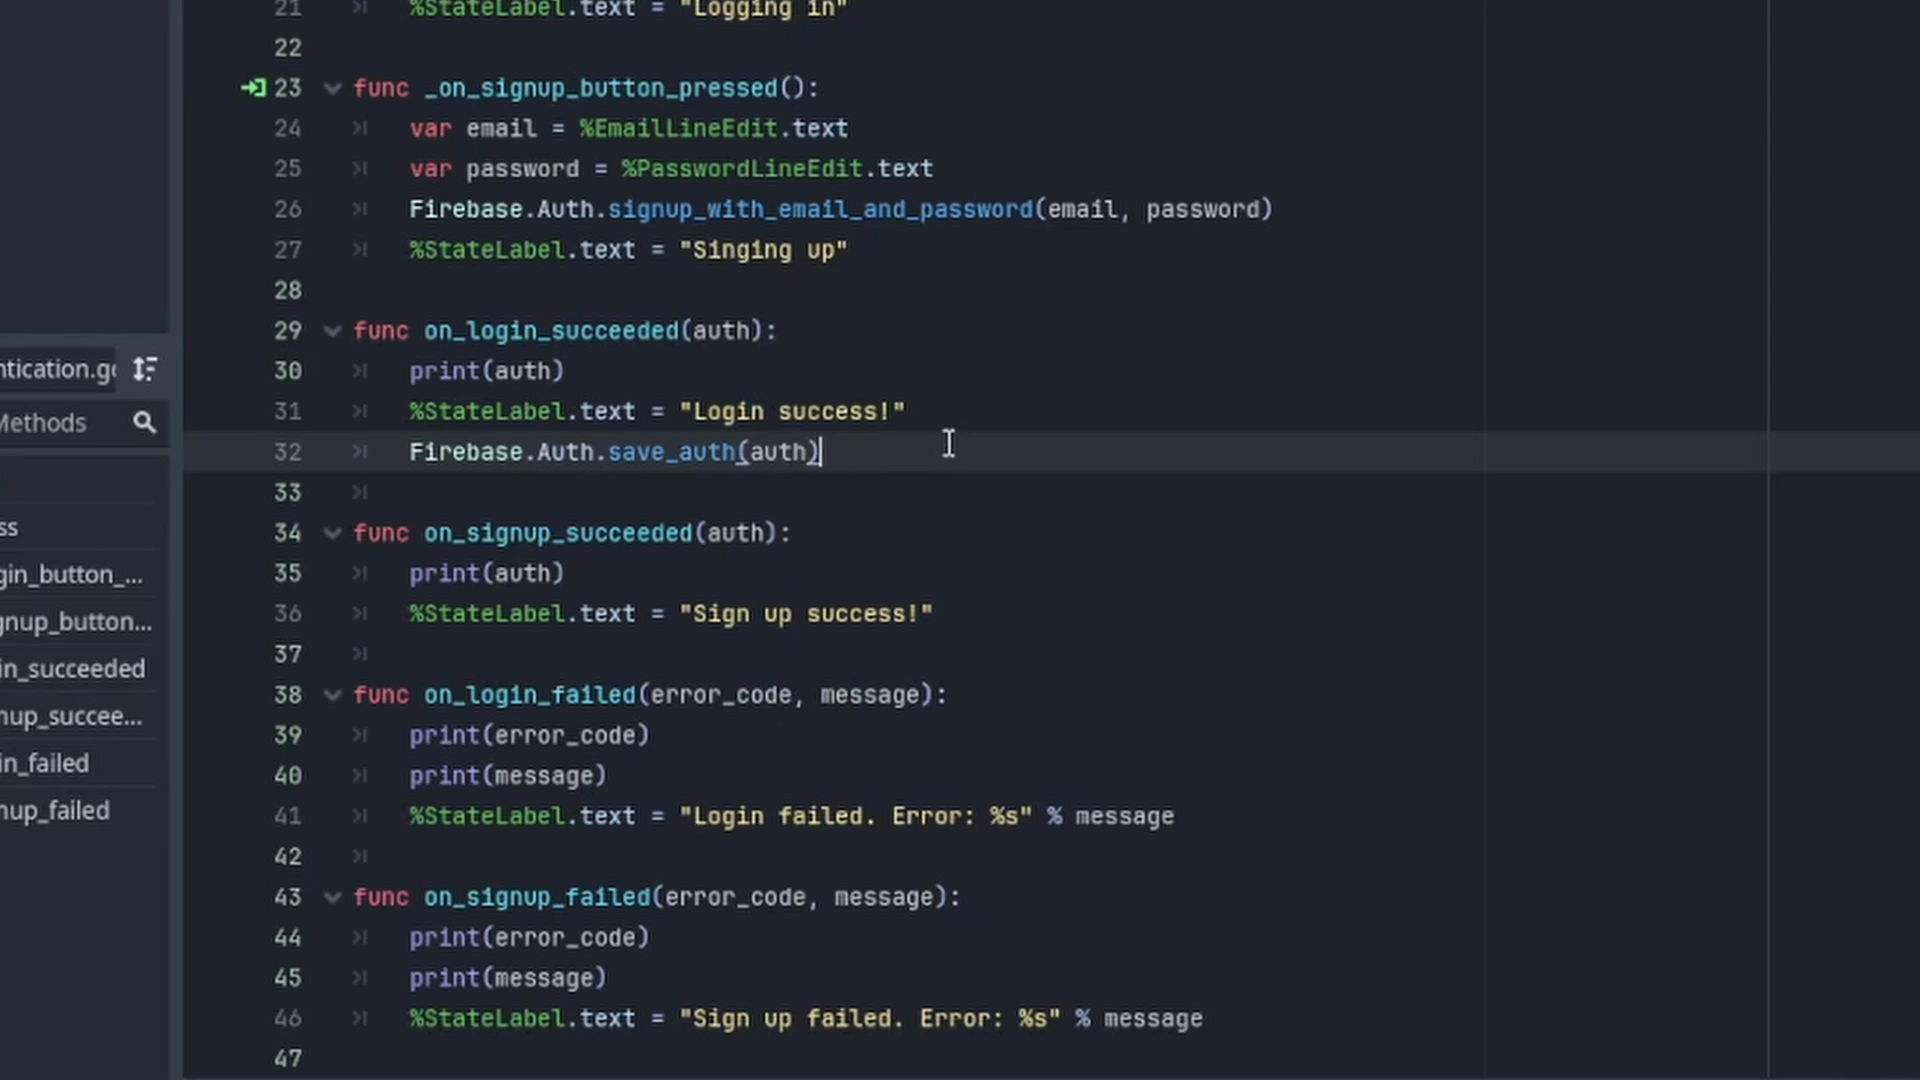 21 %StateLabel.text = "Logging in"
22
23 func _on_signup_button_pressed():
24 var email = %EmailLineEdit.text
25 var password = %PasswordLineEdit.text
26 Firebase.Auth.signup_with_email_and_password(email, password)
27 %StateLabel.text = "Singing up"
28
29 func on_login_succeeded(auth):
30 print(auth)
31 %StateLabel.text = "Login success!"
32 Firebase.Auth.save_auth(auth)
33
34 func on_signup_succeeded(auth):
35 print(auth)
36 %StateLabel.text = "Sign up success!"
37
38 func on_login_failed(error_code, message):
39 print(error_code)
40 print(message)
41 %StateLabel.text = "Login failed. Error: %s" % message
42
43 func on_signup_failed(error_code, message):
44 print(error_code)
45 print(message)
46 %StateLabel.text = "Sign up failed. Error: %s" % message
47
ntication.g
Methods
ss
gin_button_...
gnup_button...
in_succeeded
nup_succee...
in_failed
nup_failed